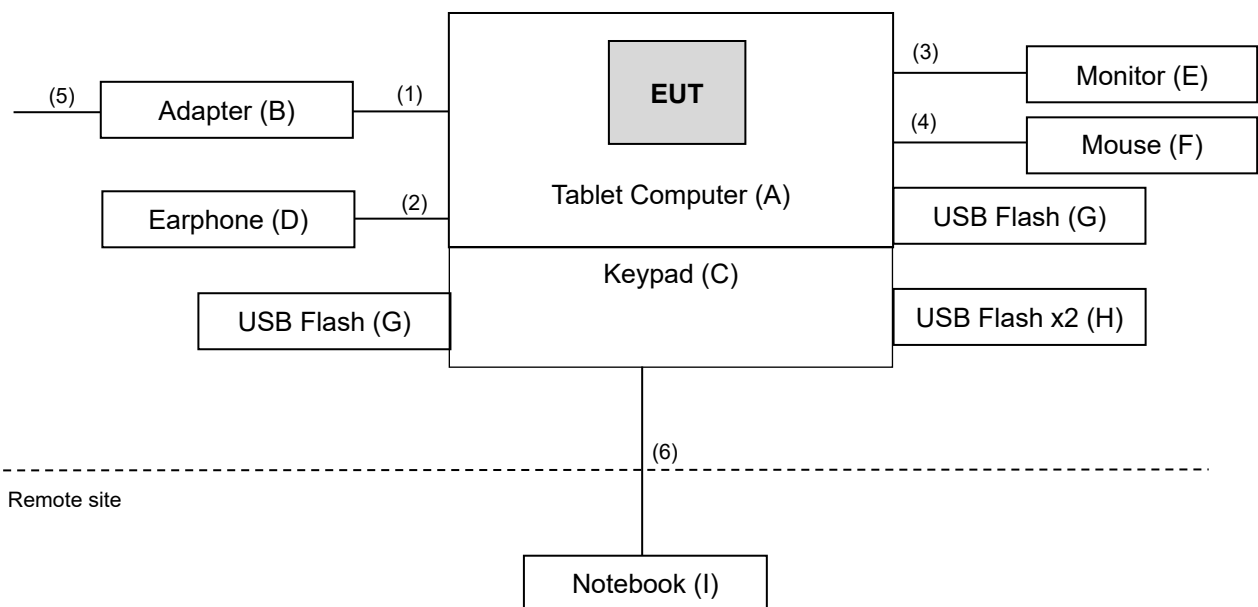 (5)
Adapter (B)
(1)
EUT
(3)
Monitor (E)
(4)
Mouse (F)
Earphone (D)
(2)
Tablet Computer (A)
USB Flash (G)
Keypad (C)
USB Flash (G)
USB Flash x2 (H)
(6)
Remote site
Notebook (I)